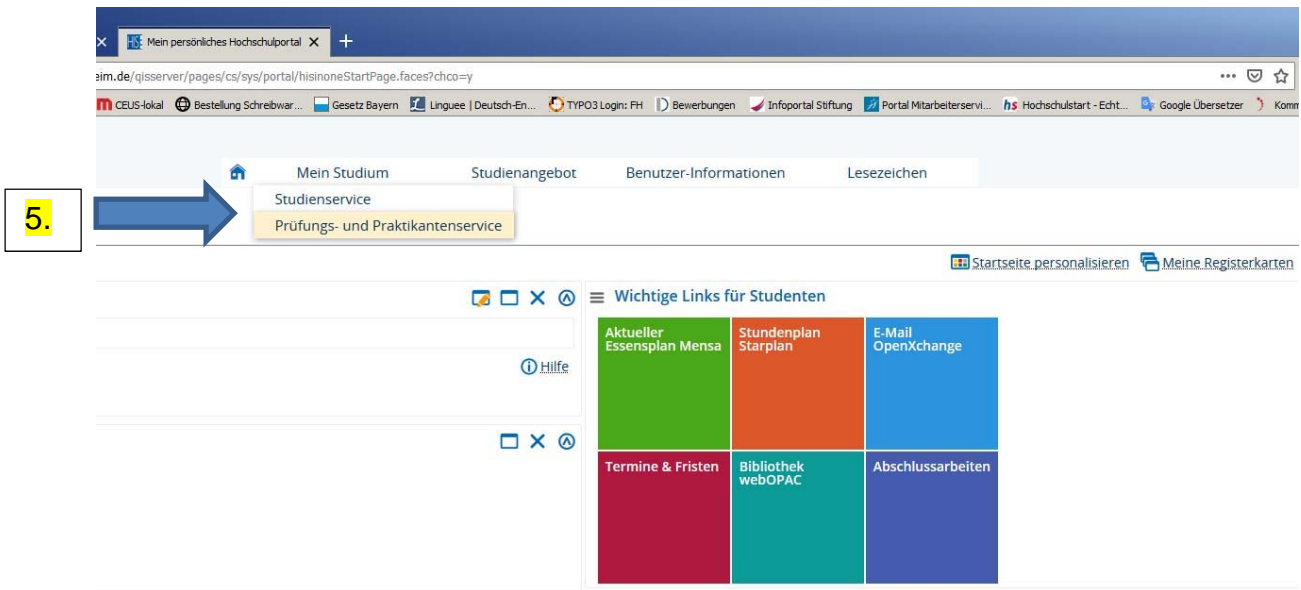 Mein persönliches Hochschulportal
eim.de/qisserver/pages/cs/sys/portal/hisinoneStartPage.faces?chco=y
CEUS-lokal Bestellung Schreibwar... Gesetz Bayern Linguee | Deutsch-En... TYPO3 Login: FH Bewerbungen Infoportal Stiftung Portal Mitarbeiterservi... hs Hochschulstart - Echt... Google Übersetzer Komm
Mein Studium Studienangebot Benutzer-Informationen Lesezeichen
Studienservice
5.
Prüfungs- und Praktikantenservice
Startseite personalisieren Meine Registerkarten
Wichtige Links für Studenten
Aktueller
Essensplan Mensa
Stundenplan
Starplan
E-Mail
OpenXchange
Hilfe
Termine & Fristen
Bibliothek
webOPAC
Abschlussarbeiten